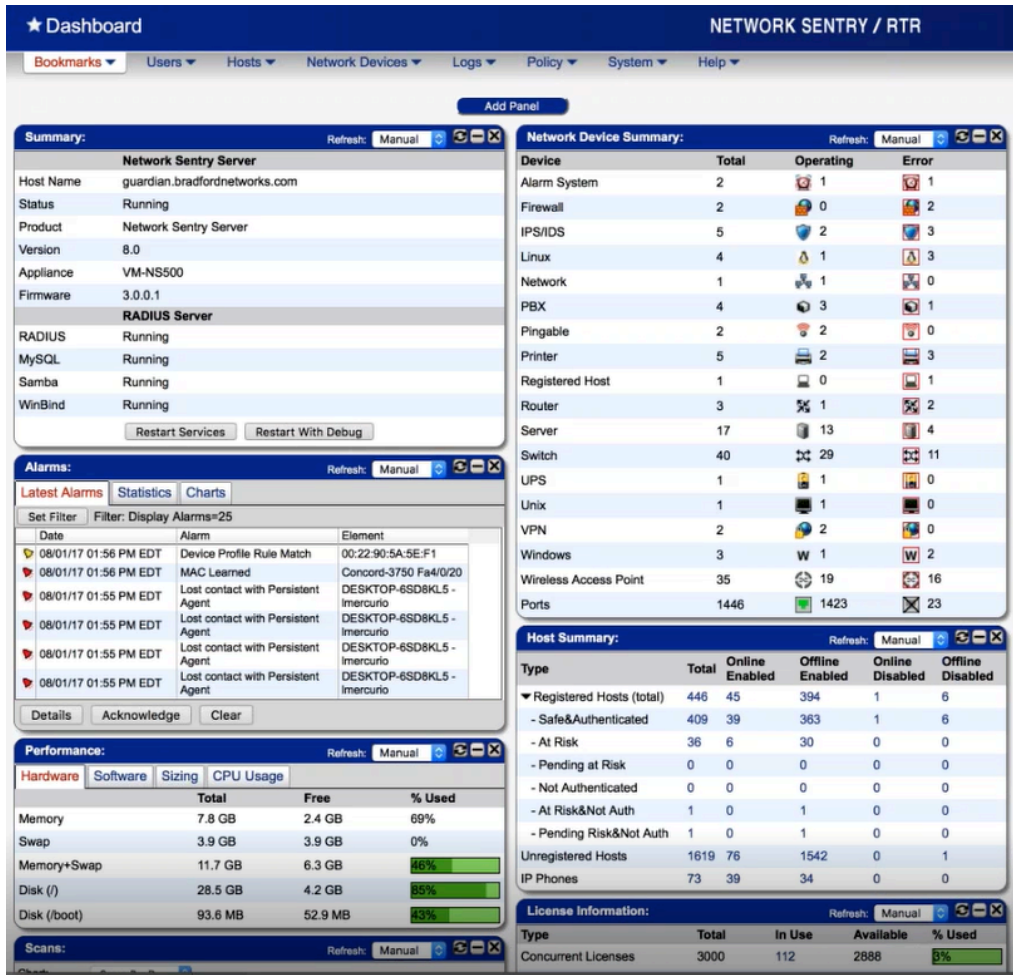 ★ Dashboard
NETWORK SENTRY / RTR
Bookmarks Users Hosts Network Devices Logs Policy System Help
Add Panel
Summary: Refresh: Manual
Network Sentry Server
Host Name guardian.bradfordnetworks.com
Status Running
Product Network Sentry Server
Version 8.0
Appliance VM-NS500
Firmware 3.0.0.1
RADIUS Server
RADIUS Running
MySQL Running
Samba Running
WinBind Running
Restart Services Restart With Debug
Alarms: Refresh: Manual
Latest Alarms Statistics Charts
Set Filter Filter: Display Alarms=25
Date Alarm Element
08/01/17 01:56 PM EDT Device Profile Rule Match 00:22:90:5A:5E:F1
08/01/17 01:56 PM EDT MAC Learned Concord-3750 Fa4/0/20
08/01/17 01:55 PM EDT Lost contact with Persistent Agent DESKTOP-6SD8KL5 - lmercurio
08/01/17 01:55 PM EDT Lost contact with Persistent Agent DESKTOP-6SD8KL5 - lmercurio
08/01/17 01:55 PM EDT Lost contact with Persistent Agent DESKTOP-6SD8KL5 - lmercurio
08/01/17 01:55 PM EDT Lost contact with Persistent Agent DESKTOP-6SD8KL5 - lmercurio
Details Acknowledge Clear
Performance: Refresh: Manual
Hardware Software Sizing CPU Usage
Total Free % Used
Memory 7.8 GB 2.4 GB 69%
Swap 3.9 GB 3.9 GB 0%
Memory+Swap 11.7 GB 6.3 GB 46%
Disk (/) 28.5 GB 4.2 GB 85%
Disk (/boot) 93.6 MB 52.9 MB 43%
Scans: Refresh: Manual
Network Device Summary: Refresh: Manual
Device Total Operating Error
Alarm System 2 1 1
Firewall 2 0 2
IPS/IDS 5 2 3
Linux 4 1 3
Network 1 1 0
PBX 4 3 1
Pingable 2 2 0
Printer 5 2 3
Registered Host 1 0 1
Router 3 1 2
Server 17 13 4
Switch 40 29 11
UPS 1 1 0
Unix 1 1 0
VPN 2 2 0
Windows 3 W 1 W 2
Wireless Access Point 35 19 16
Ports 1446 1423 23
Host Summary: Refresh: Manual
Type Total Online Enabled Offline Enabled Online Disabled Offline Disabled
Registered Hosts (total) 446 45 394 1 6
- Safe&Authenticated 409 39 363 1 6
- At Risk 36 6 30 0 0
- Pending at Risk 0 0 0 0 0
- Not Authenticated 0 0 0 0 0
- At Risk&Not Auth 1 0 1 0 0
- Pending Risk&Not Auth 1 0 1 0 0
Unregistered Hosts 1619 76 1542 0 1
IP Phones 73 39 34 0 0
License Information: Refresh: Manual
Type Total In Use Available % Used
Concurrent Licenses 3000 112 2888 3%